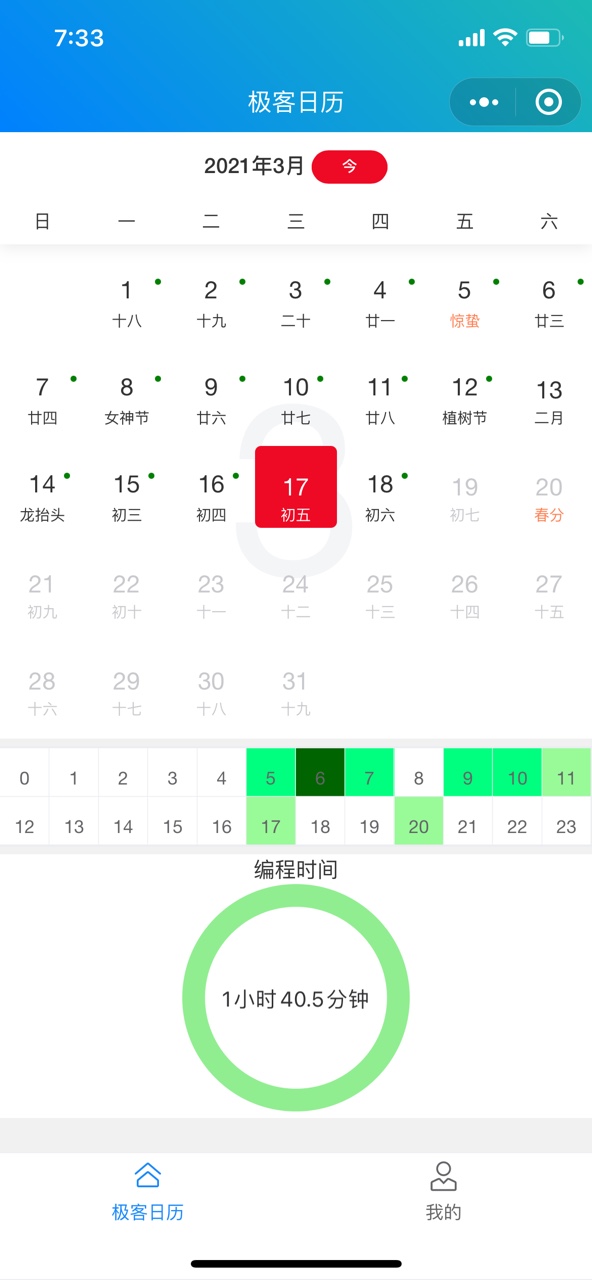 7:33
极客日历
2021年3月 今
日 一 二 三 四 五 六
1 2 3 4 5 6
十八 十九 二十 廿一 惊蛰 廿三
7 8 9 10 11 12 13
廿四 女神节 廿六 廿七 廿八 植树节 二月
3
14 15 16 17 18 19 20
龙抬头 初三 初四 初五 初六 初七 春分
21 22 23 24 25 26 27
初九 初十 十一 十二 十三 十四 十五
28 29 30 31
十六 十七 十八 十九
0 1 2 3 4 5 6 7 8 9 10 11
12 13 14 15 16 17 18 19 20 21 22 23
编程时间
1小时40.5分钟
极客日历 我的